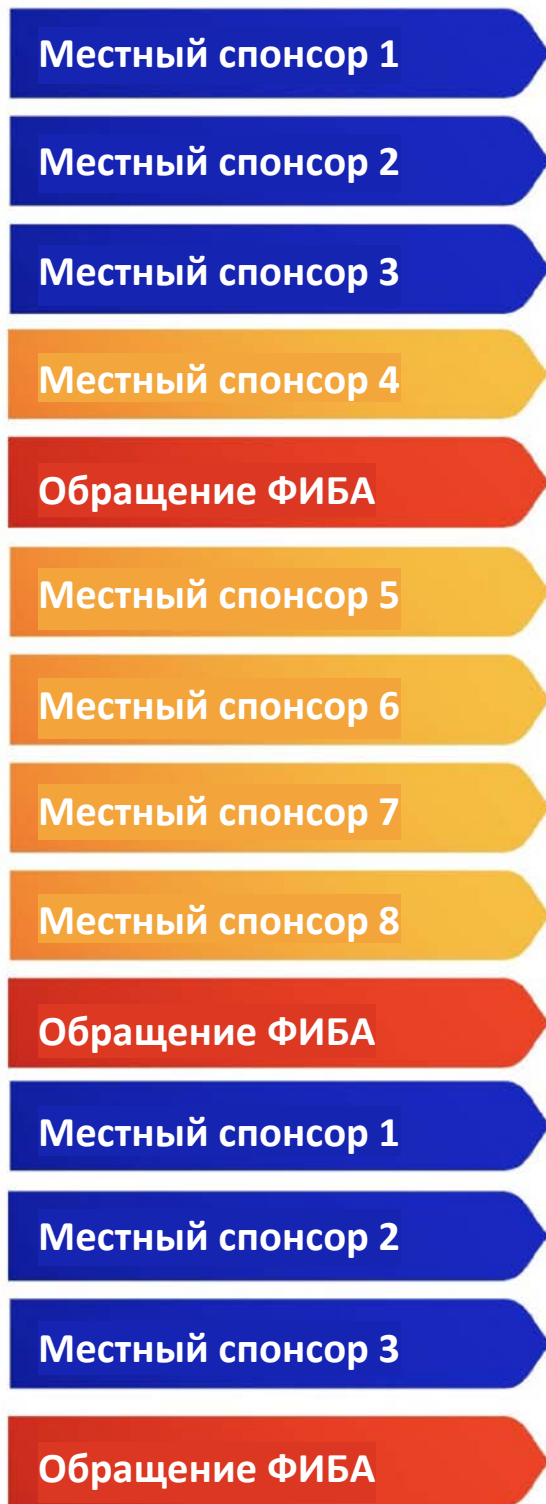 Местный спонсор 1
Местный спонсор 2
Местный спонсор 3
Местный спонсор 4
Обращение ФИБА
Местный спонсор 5
Местный спонсор 6
Местный спонсор 7
Местный спонсор 8
Обращение ФИБА
Местный спонсор 1
Местный спонсор 2
Местный спонсор 3
Обращение ФИБА